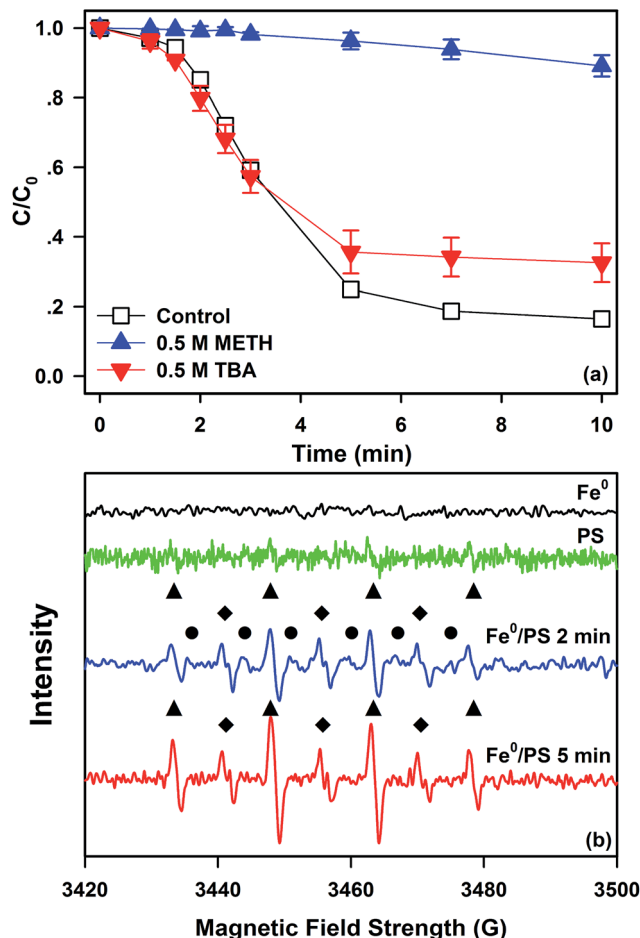 1.0
.8
.6
.4
.2
0.0
C/C0
Control
0.5 M METH
0.5 M TBA
(a)
0 2 4 6 8 10
Time (min)
Fe0
PS
Fe0/PS 2 min
Fe0/PS 5 min
Intensity
(b)
3420 3440 3460 3480 3500
Magnetic Field Strength (G)